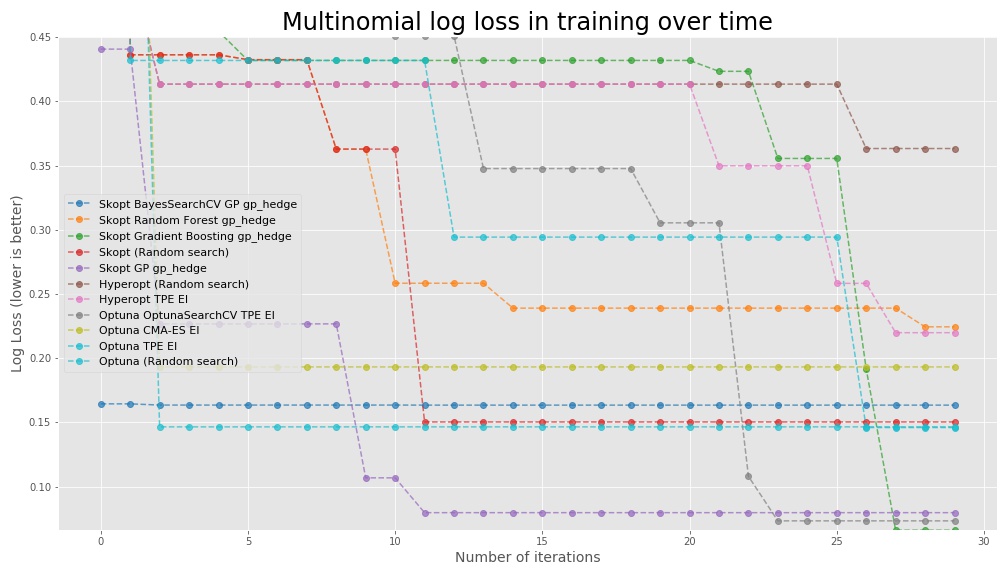 Multinomial log loss in training over time
Log Loss (lower is better)
0.45
0.40
0.35
0.30
0.25
0.20
0.15
0.10
Skopt BayesSearchCV GP gp_hedge
Skopt Random Forest gp_hedge
Skopt Gradient Boosting gp_hedge
Skopt (Random search)
Skopt GP gp_hedge
Hyperopt (Random search)
Hyperopt TPE EI
Optuna OptunaSearchCV TPE EI
Optuna CMA-ES EI
Optuna TPE EI
Optuna (Random search)
0 5 10 15 20 25 30
Number of iterations